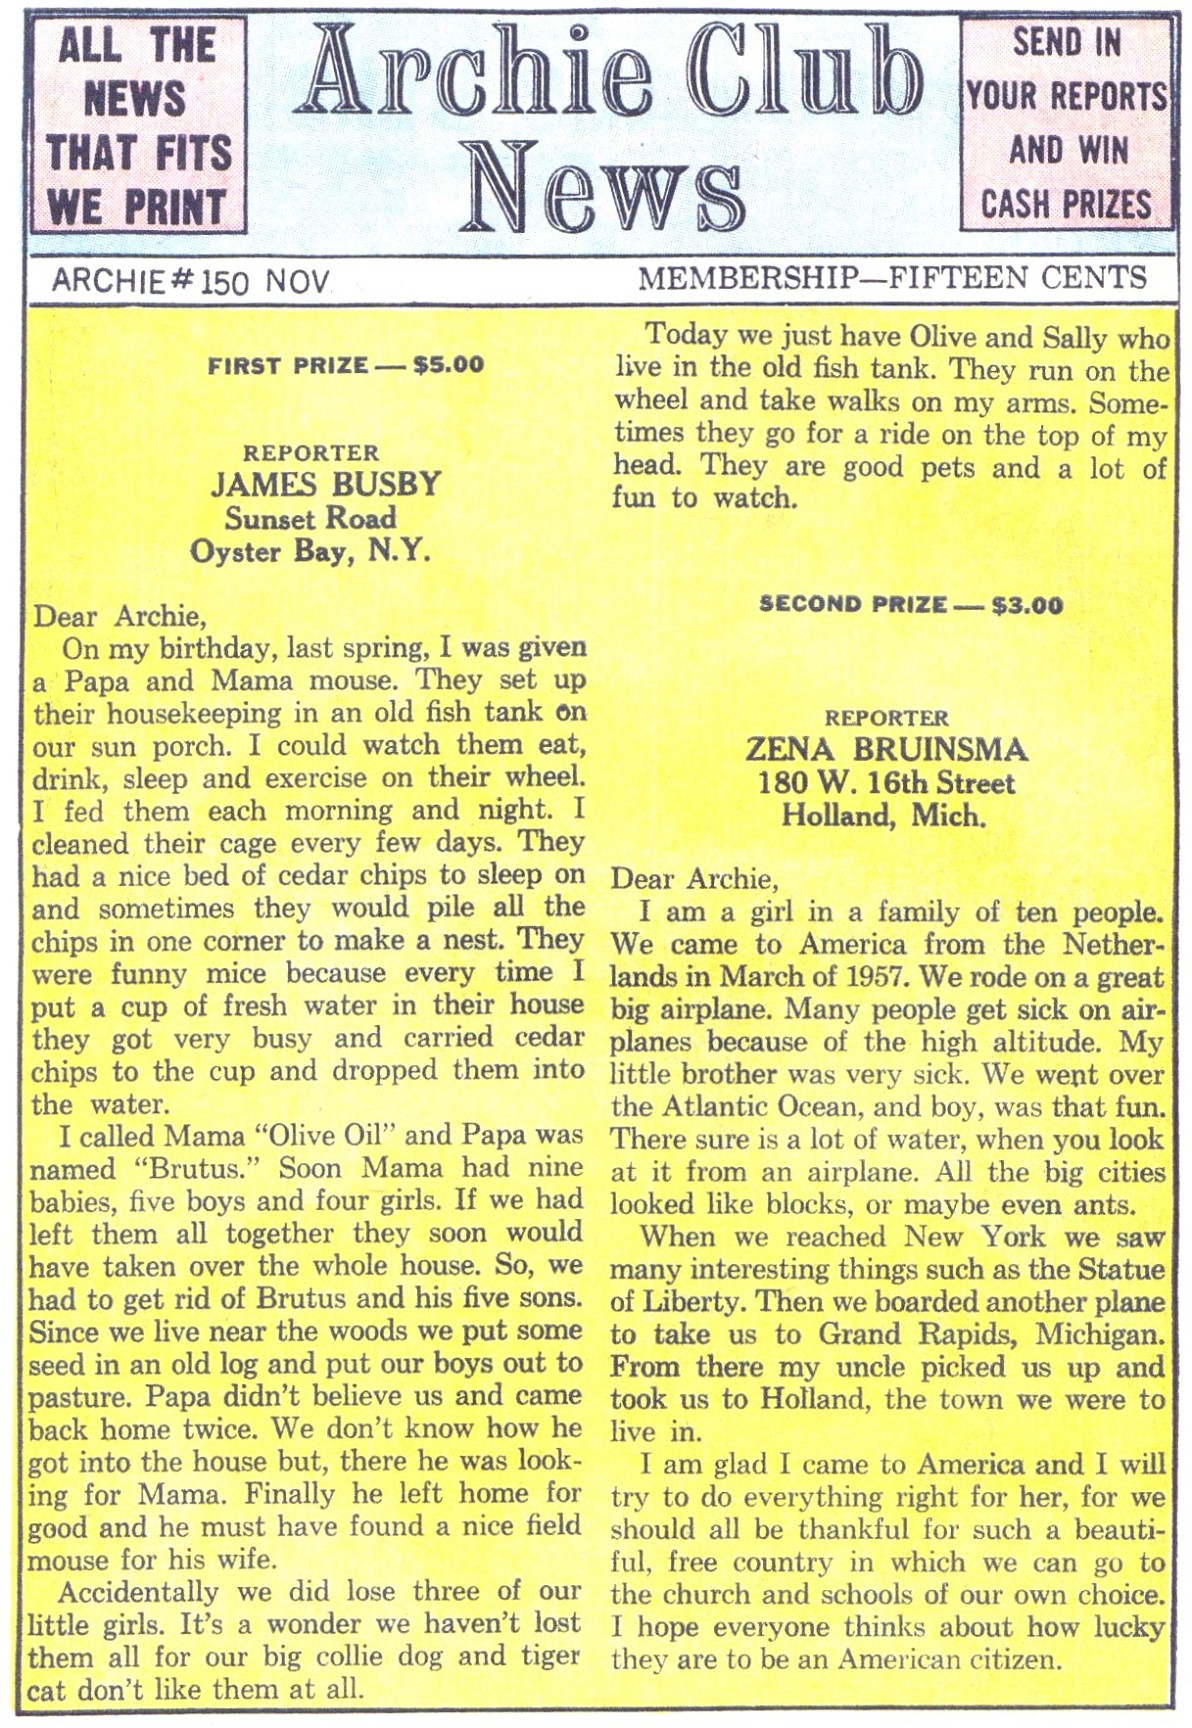 ALL THE
NEWS
THAT FITS
WE PRINT
Archie Club
News
SEND IN
YOUR REPORTS
AND WIN
CASH PRIZES
ARCHIE# 150 NOV.
MEMBERSHIP—FIFTEEN CENTS
FIRST PRIZE — $5.00
REPORTER
JAMES BUSBY
Sunset Road
Oyster Bay, N.Y.
Dear Archie,
On my birthday, last spring, I was given
a Papa and Mama mouse. They set up
their housekeeping in an old fish tank on
our sun porch. I could watch them eat,
drink, sleep and exercise on their wheel.
I fed them each morning and night. I
cleaned their cage every few days. They
had a nice bed of cedar chips to sleep on
and sometimes they would pile all the
chips in one corner to make a nest. They
were funny mice because every time I
put a cup of fresh water in their house
they got very busy and carried cedar
chips to the cup and dropped them into
the water.
I called Mama “Olive Oil” and Papa was
named “Brutus.” Soon Mama had nine
babies, five boys and four girls. If we had
left them all together they soon would
have taken over the whole house. So, we
had to get rid of Brutus and his five sons.
Since we live near the woods we put some
seed in an old log and put our boys out to
pasture. Papa didn't believe us and came
back home twice. We don't know how he
got into the house but, there he was look-
ing for Mama. Finally he left home for
good and he must have found a nice field
mouse for his wife.
Accidentally we did lose three of our
little girls. It's a wonder we haven't lost
them all for our big collie dog and tiger
cat don't like them at all.
Today we just have Olive and Sally who
live in the old fish tank. They run on the
wheel and take walks on my arms. Some-
times they go for a ride on the top of my
head. They are good pets and a lot of
fun to watch.
SECOND PRIZE — $3.00
REPORTER
ZENA BRUINSMA
180 W. 16th Street
Holland, Mich.
Dear Archie,
I am a girl in a family of ten people.
We came to America from the Nether-
lands in March of 1957. We rode on a great
big airplane. Many people get sick on air-
planes because of the high altitude. My
little brother was very sick. We went over
the Atlantic Ocean, and boy, was that fun.
There sure is a lot of water, when you look
at it from an airplane. All the big cities
looked like blocks, or maybe even ants.
When we reached New York we saw
many interesting things such as the Statue
of Liberty. Then we boarded another plane
to take us to Grand Rapids, Michigan.
From there my uncle picked us up and
took us to Holland, the town we were to
live in.
I am glad I came to America and I will
try to do everything right for her, for we
should all be thankful for such a beauti-
ful, free country in which we can go to
the church and schools of our own choice.
I hope everyone thinks about how lucky
they are to be an American citizen.